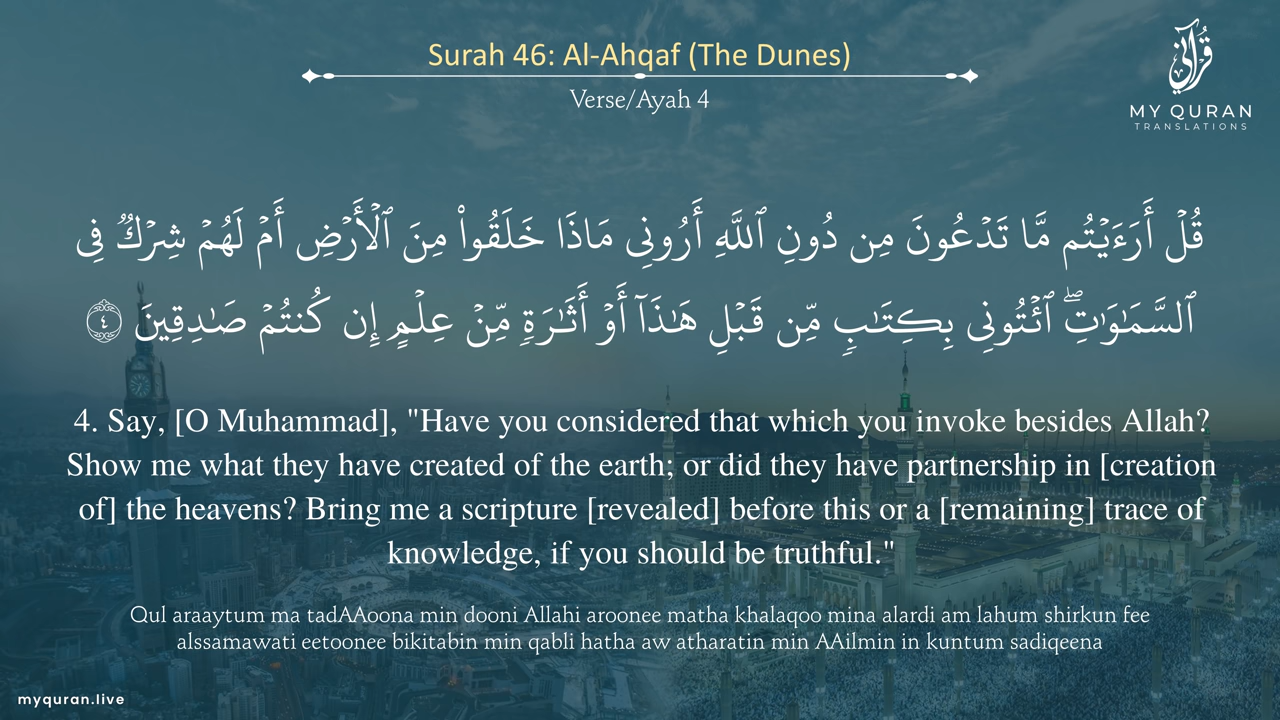 Surah 46: Al-Ahqaf (The Dunes)
Verse/Ayah 4
قرآني
MY QURAN
TRANSLATIONS
قُلْ أَرَءَيْتُم مَّا تَدْعُونَ مِن دُونِ ٱللَّهِ أَرُونِى مَاذَا خَلَقُوا۟ مِنَ ٱلْأَرْضِ أَمْ لَهُمْ شِرْكٌۭ فِى
ٱلسَّمَـٰوَٰتِ ۖ ٱئْتُونِى بِكِتَـٰبٍۢ مِّن قَبْلِ هَـٰذَآ أَوْ أَثَـٰرَةٍۢ مِّنْ عِلْمٍ إِن كُنتُمْ صَـٰدِقِينَ ٤
4. Say, [O Muhammad], "Have you considered that which you invoke besides Allah?
Show me what they have created of the earth; or did they have partnership in [creation
of] the heavens? Bring me a scripture [revealed] before this or a [remaining] trace of
knowledge, if you should be truthful."
Qul araaytum ma tadAAoona min dooni Allahi aroonee matha khalaqoo mina alardi am lahum shirkun fee
alssamawati eetoonee bikitabin min qabli hatha aw atharatin min AAilmin in kuntum sadiqeena
myquran.live